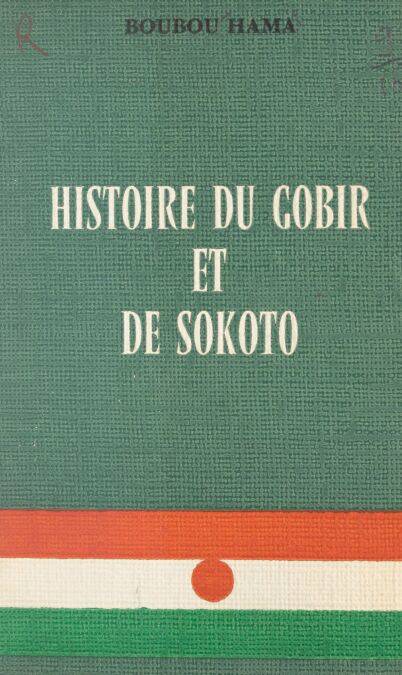 R
BOUBOU HAMA
HISTOIRE DU GOBIR
ET
DE SOKOTO